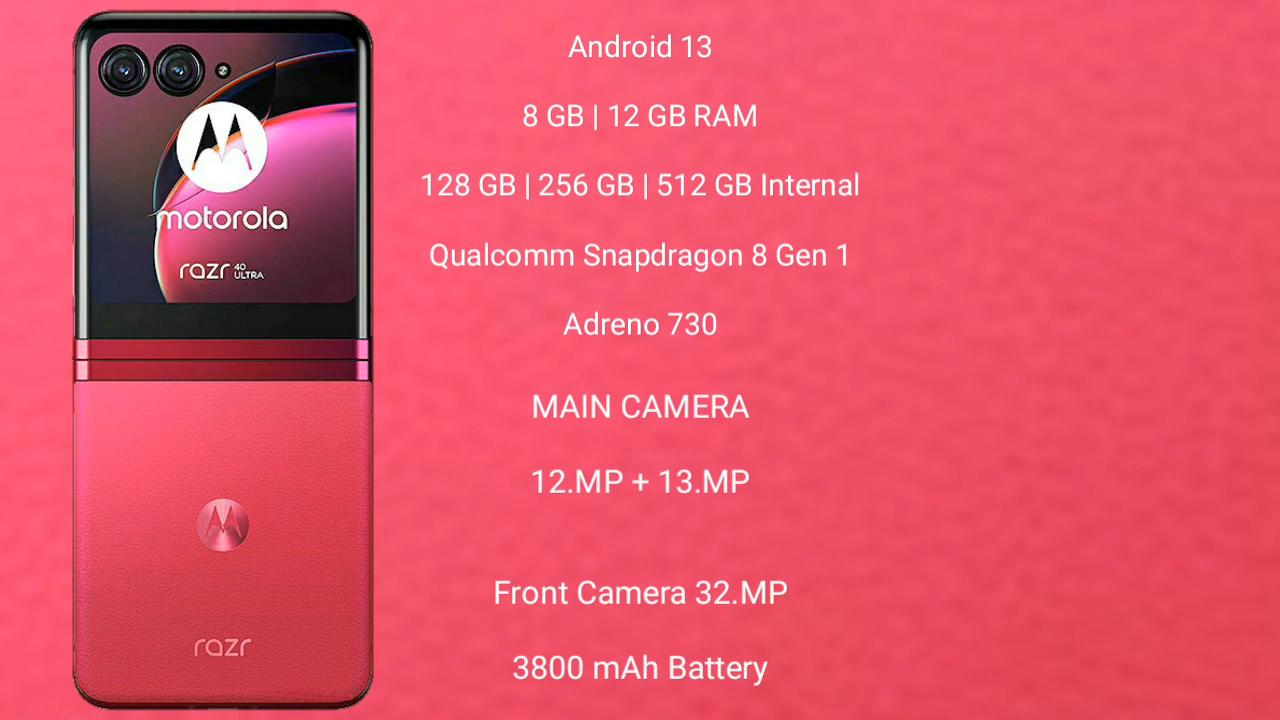 motorola
razr 40 ULTRA
razr
Android 13
8 GB | 12 GB RAM
128 GB | 256 GB | 512 GB Internal
Qualcomm Snapdragon 8 Gen 1
Adreno 730
MAIN CAMERA
12.MP + 13.MP
Front Camera 32.MP
3800 mAh Battery